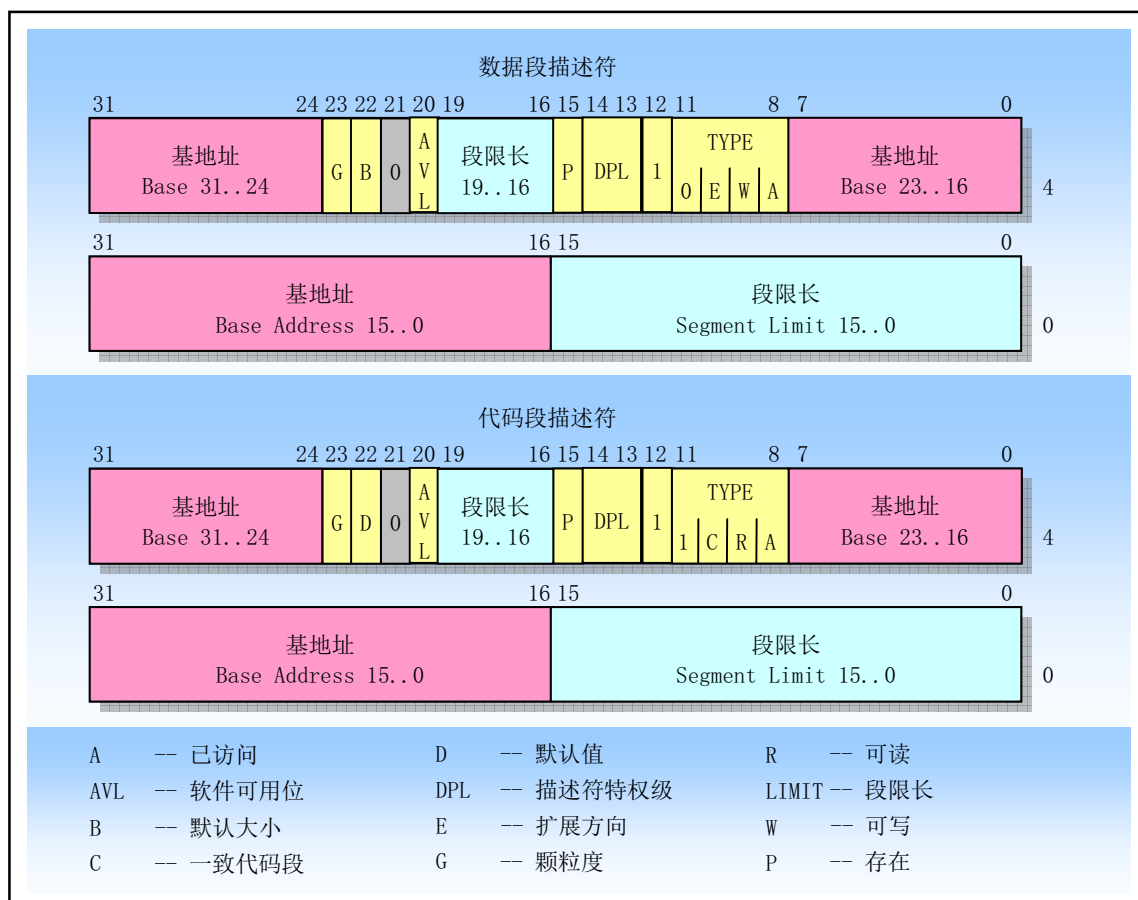 数据段描述符
31 24 23 22 21 20 19 16 15 14 13 12 11 8 7 0
基地址
Base 31..24
G
B
0
A
V
L
段限长
19..16
P
DPL
1
TYPE
0 E W A
基地址
Base 23..16
4
31 16 15 0
基地址
Base Address 15..0
段限长
Segment Limit 15..0
0
代码段描述符
31 24 23 22 21 20 19 16 15 14 13 12 11 8 7 0
基地址
Base 31..24
G
D
0
A
V
L
段限长
19..16
P
DPL
1
TYPE
1 C R A
基地址
Base 23..16
4
31 16 15 0
基地址
Base Address 15..0
段限长
Segment Limit 15..0
0
A -- 已访问 D -- 默认值 R -- 可读
AVL -- 软件可用位 DPL -- 描述符特权级 LIMIT -- 段限长
B -- 默认大小 E -- 扩展方向 W -- 可写
C -- 一致代码段 G -- 颗粒度 P -- 存在